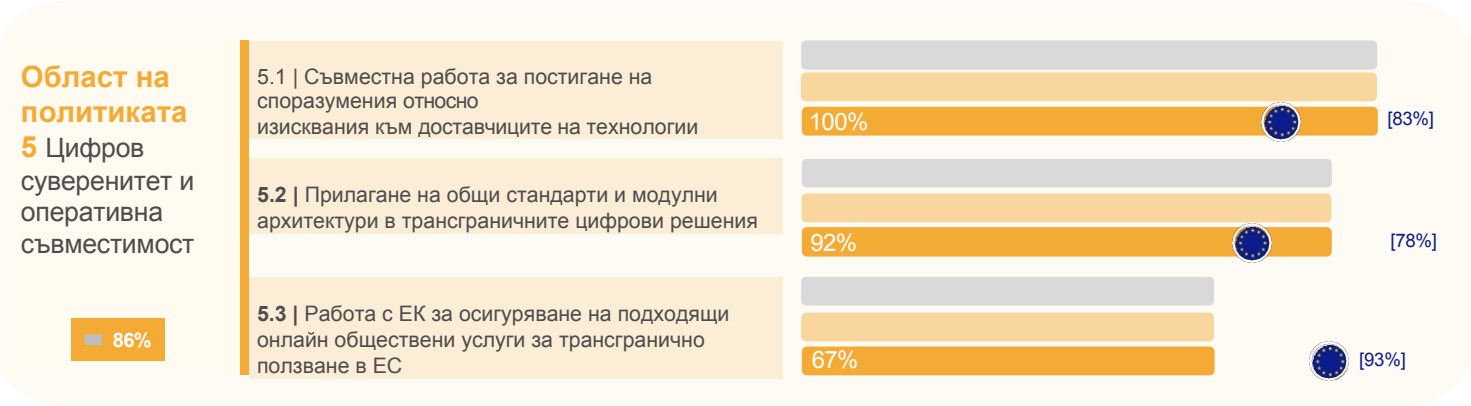 Област на
политиката
5 Цифров
суверенитет и
оперативна
съвместимост
86%
5.1 | Съвместна работа за постигане на
споразумения относно
изисквания към доставчиците на технологии
100%
[83%]
5.2 | Прилагане на общи стандарти и модулни
архитектури в трансграничните цифрови решения
92%
[78%]
5.3 | Работа с ЕК за осигуряване на подходящи
онлайн обществени услуги за трансгранично
ползване в ЕС
67%
[93%]